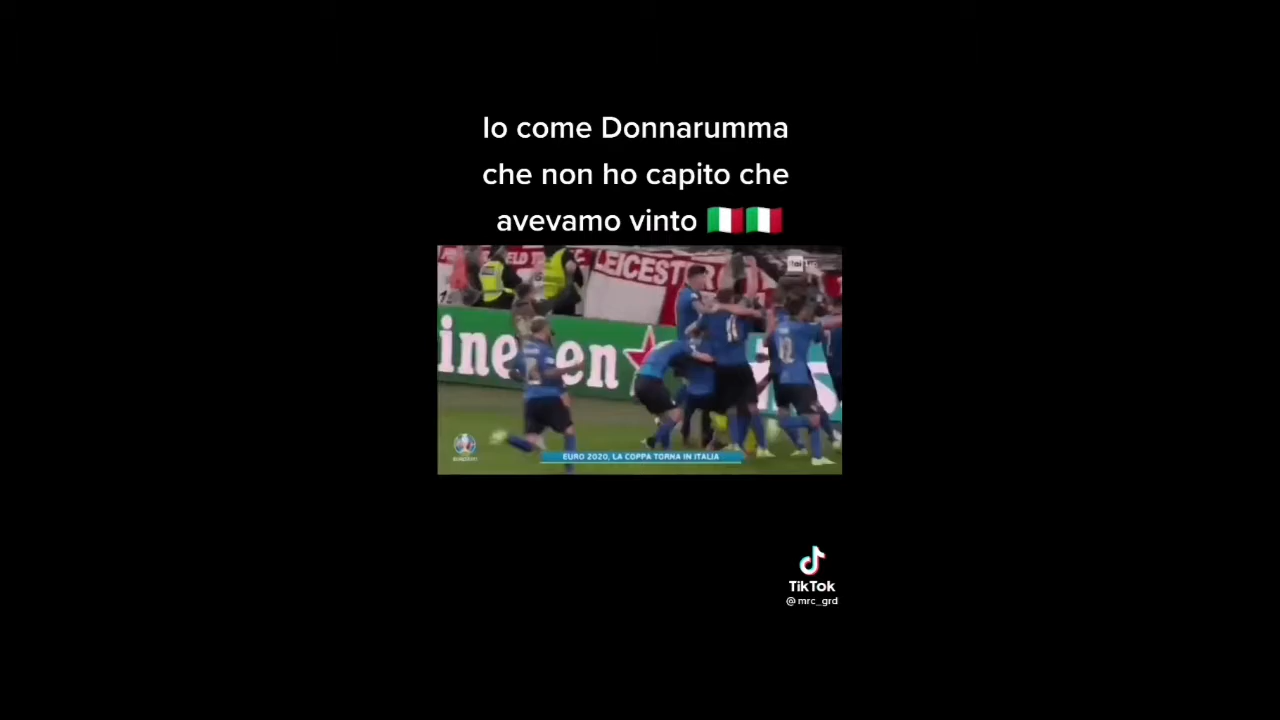 Io come Donnarumma
che non ho capito che
avevamo vinto 🇮🇹🇮🇹
LEICESTER
EURO 2020, LA COPPA TORNA IN ITALIA
TikTok
@mrc_grd